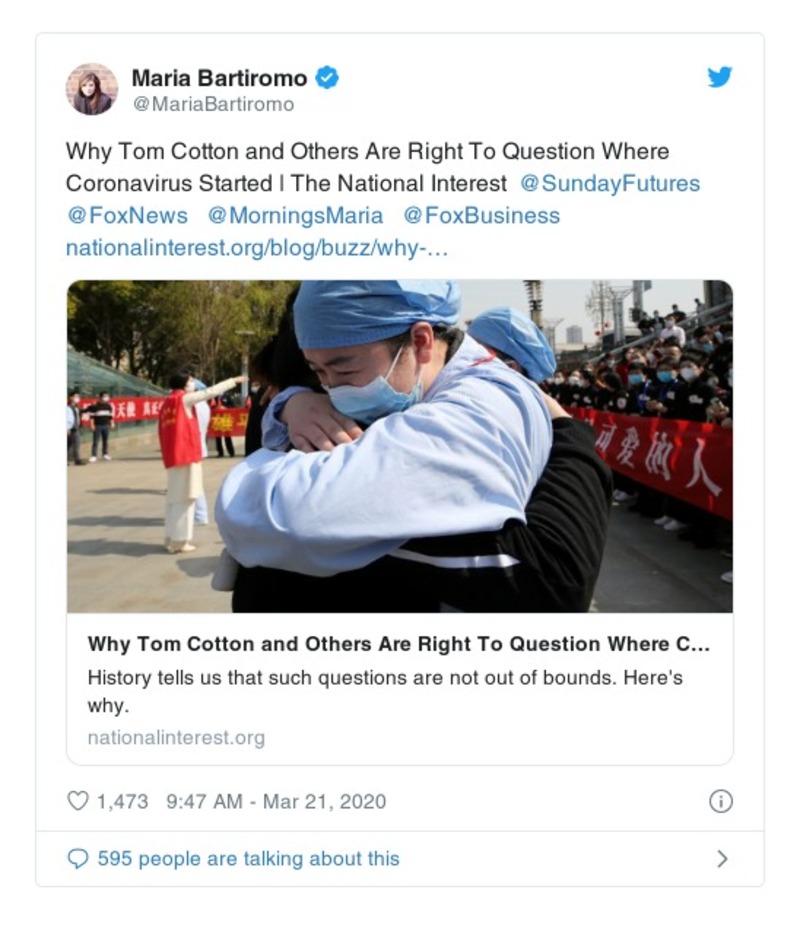 Maria Bartiromo
@MariaBartiromo
Why Tom Cotton and Others Are Right To Question Where
Coronavirus Started | The National Interest @SundayFutures
@FoxNews @MorningsMaria @FoxBusiness
nationalinterest.org/blog/buzz/why-…
天使
可爱的人
Why Tom Cotton and Others Are Right To Question Where C...
History tells us that such questions are not out of bounds. Here's
why.
nationalinterest.org
1,473 9:47 AM - Mar 21, 2020
595 people are talking about this